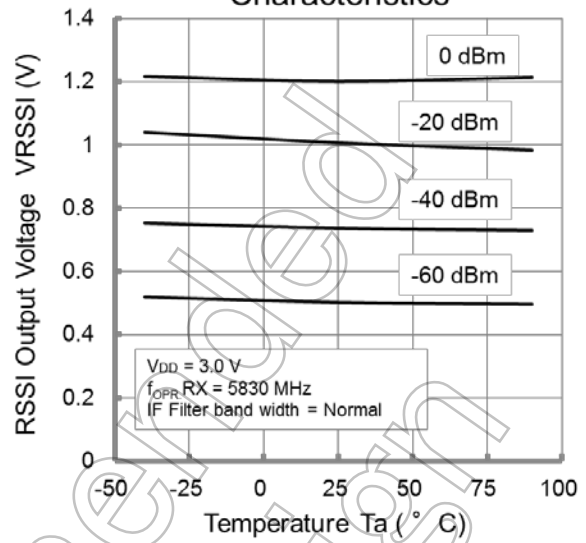 Characteristics
1.4
1.2
1
0.8
0.6
0.4
0.2
0
RSSI Output Voltage VRSSI (V)
0 dBm
-20 dBm
-40 dBm
-60 dBm
VDD = 3.0 V
fOPR RX = 5830 MHz
IF Filter band width = Normal
-50 -25 0 25 50 75 100
Temperature Ta ( ° C)